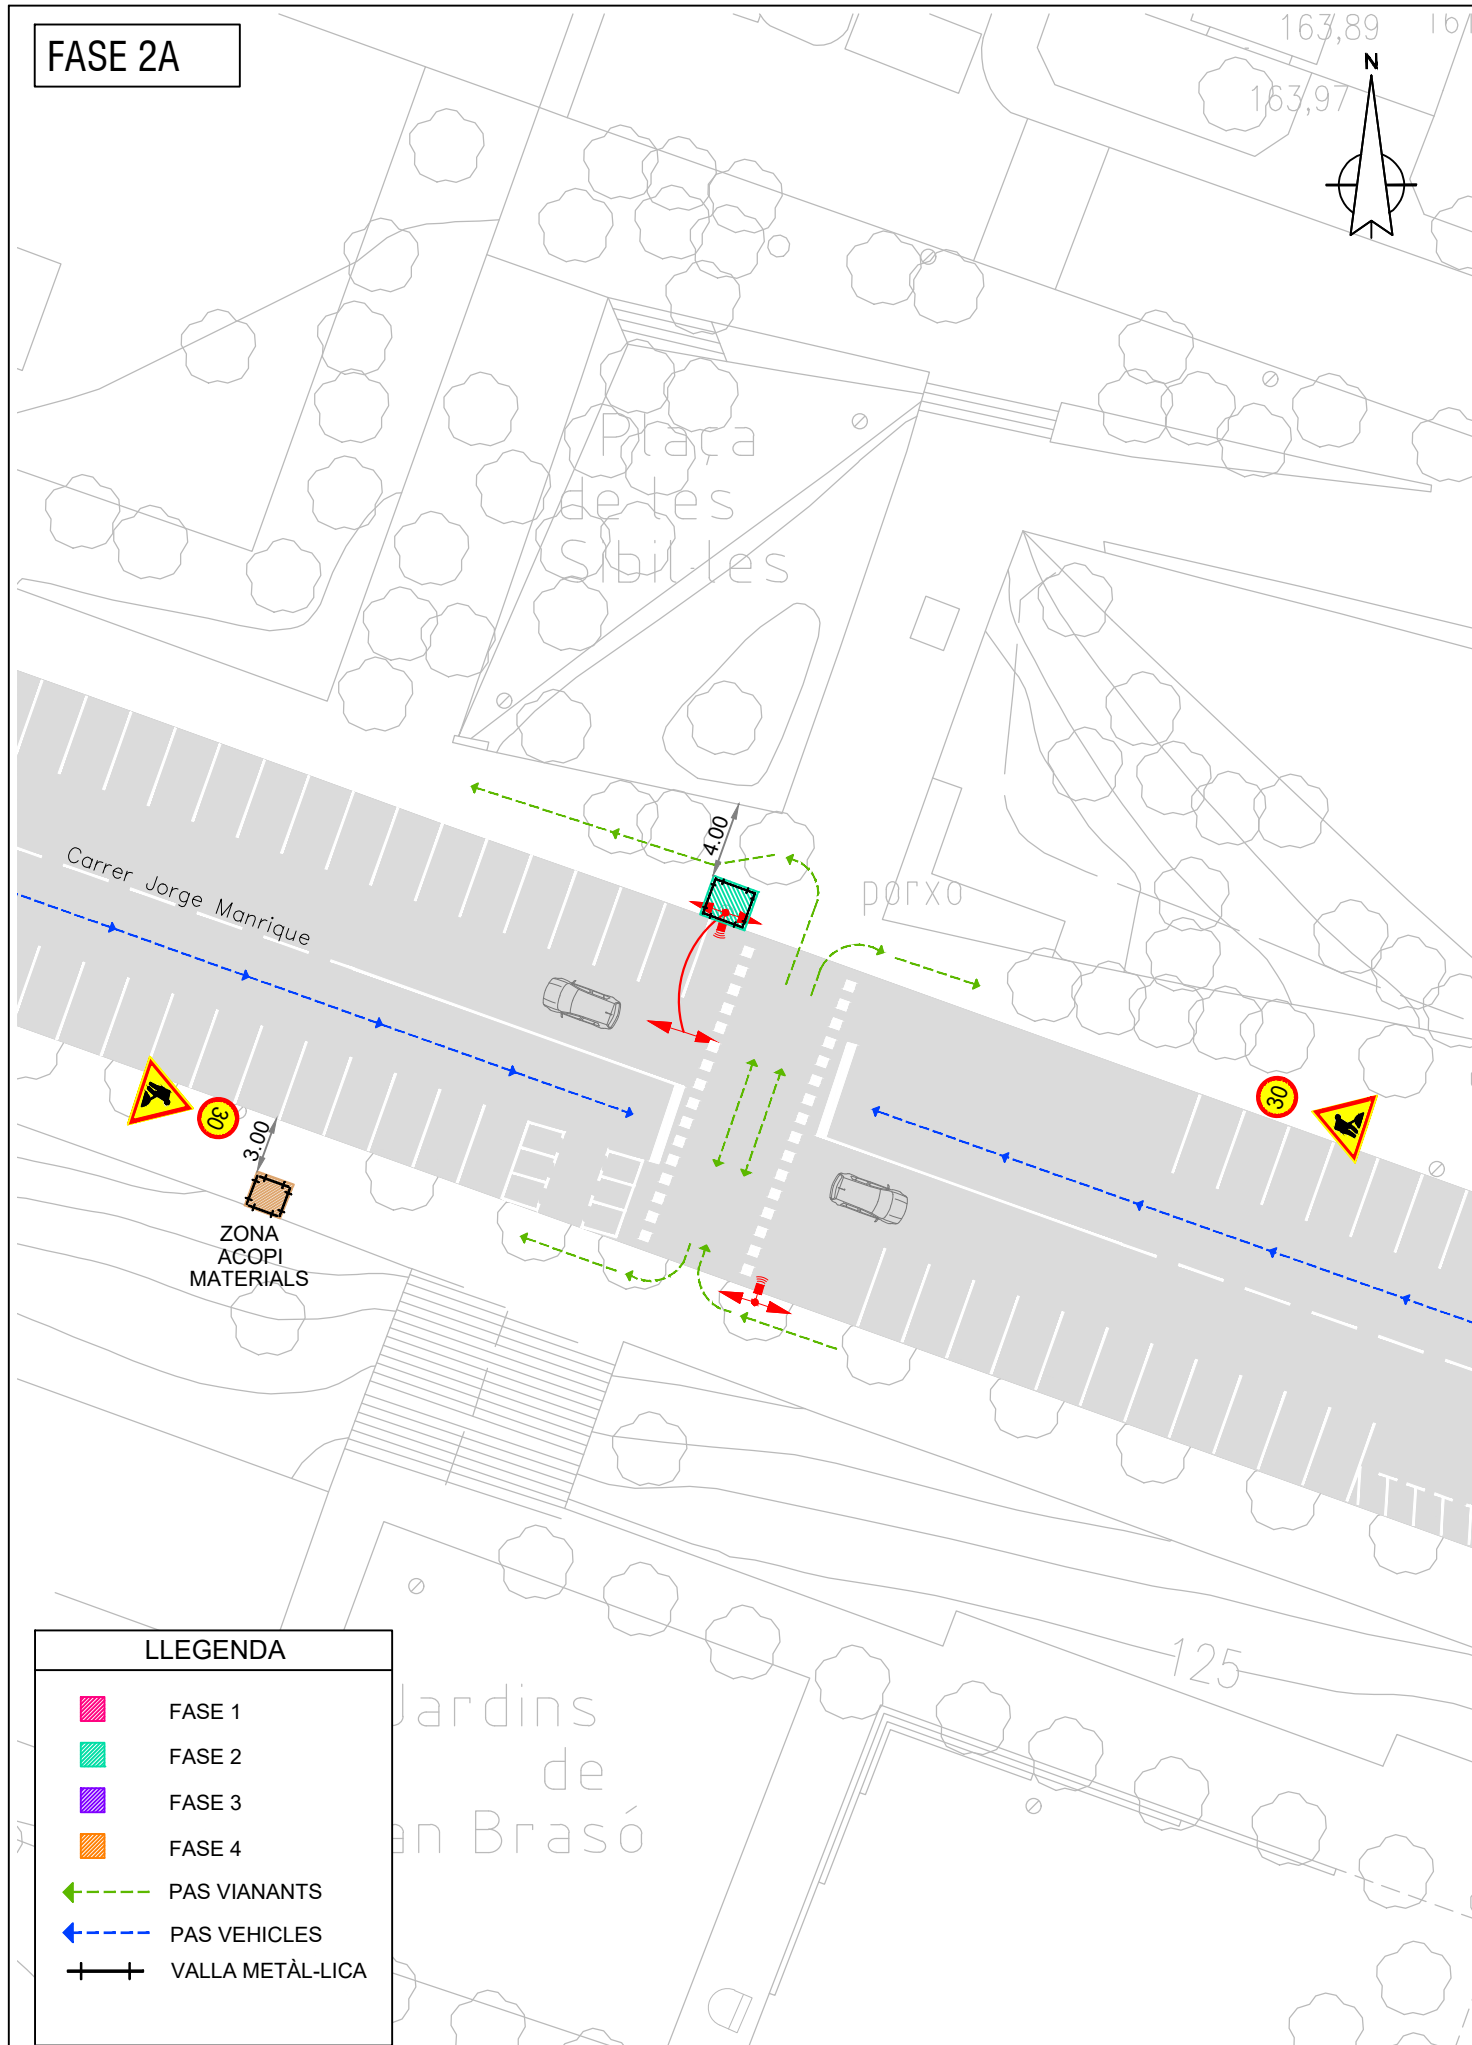 FASE 2A
163,89
163,97
N
Plaça
de les
Sibil·les
4.00
porxo
Carrer Jorge Manrique
30
30
3.00
ZONA
ACOPI
MATERIALS
125
LLEGENDA
FASE 1
FASE 2
FASE 3
FASE 4
PAS VIANANTS
PAS VEHICLES
VALLA METÀL-LICA
Jardins
de
an Brasó